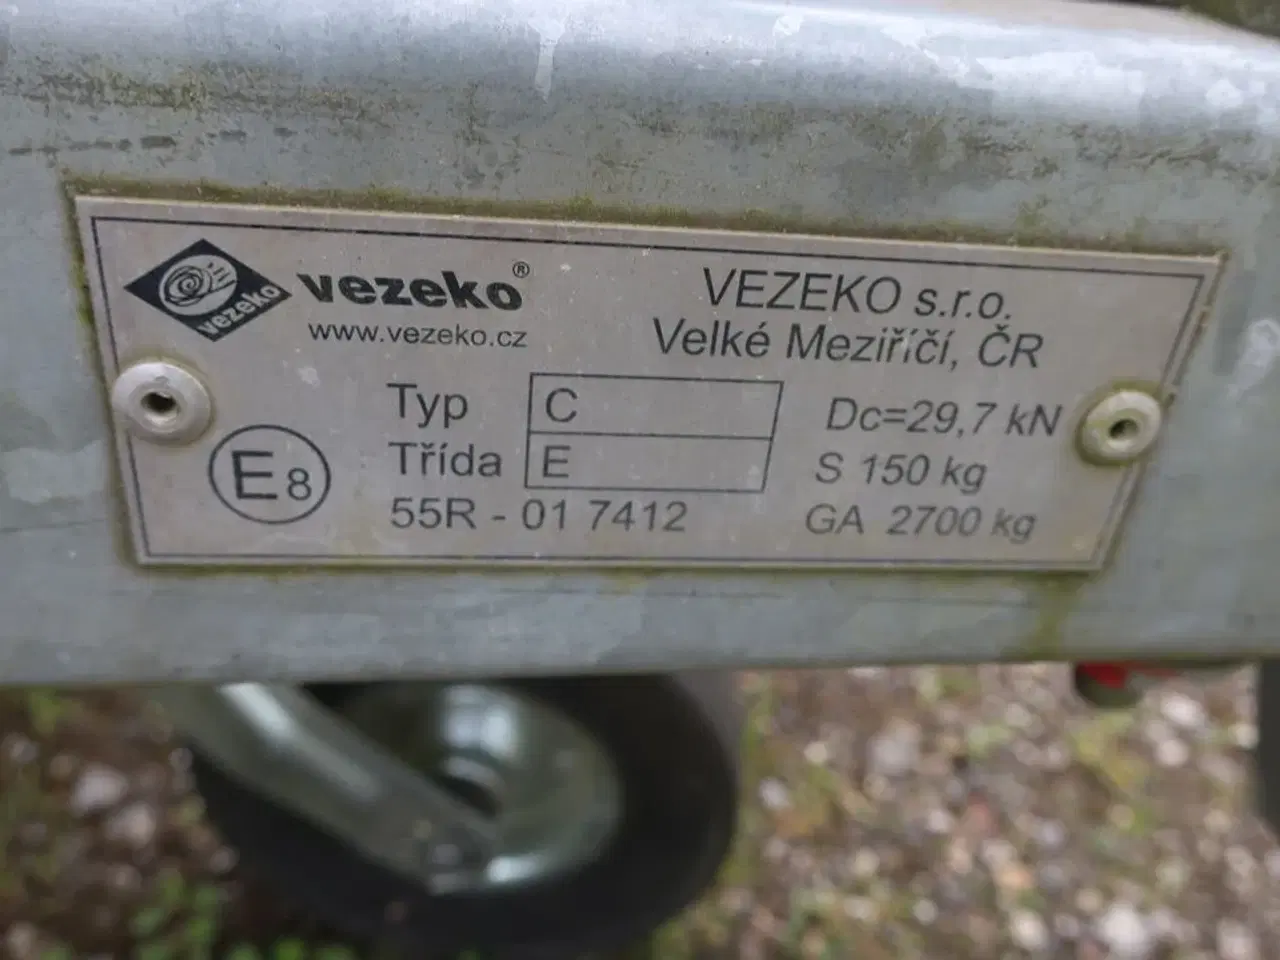 vezeko
vezeko®
www.vezeko.cz
VEZEKO s.r.o.
Velké Meziříčí, ČR
E8
Typ C
Třída E
55R - 01 7412
Dc=29,7 kN
S 150 kg
GA 2700 kg